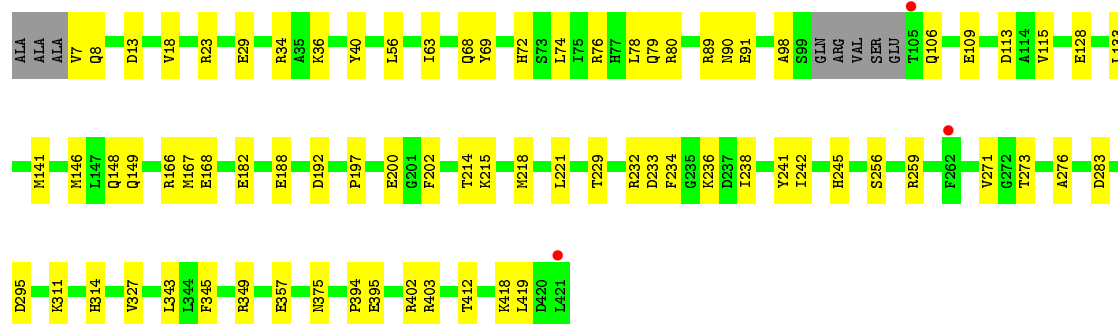 ALA ALA ALA V7 Q8 D13 V18 R23 E29 R34 A35 K36 Y40 L56 I63 Q68 Y69 H72 S73 L74 I75 R76 H77 L78 Q79 R80 R89 N90 E91 A98 S99 GLN ARG VAL SER GLU T105 Q106 E109 D113 A114 V115 E128 L133
M141 M146 L147 Q148 Q149 R166 M167 E168 E182 E188 D192 P197 E200 G201 F202 T214 K215 M218 L221 T229 R232 D233 F234 G235 K236 D237 I238 Y241 I242 H245 S256 R259 F262 V271 G272 T273 A276 D283
D295 K311 H314 V327 L343 L344 F345 R349 E357 N375 P394 E395 R402 R403 T412 K418 L419 D420 L421